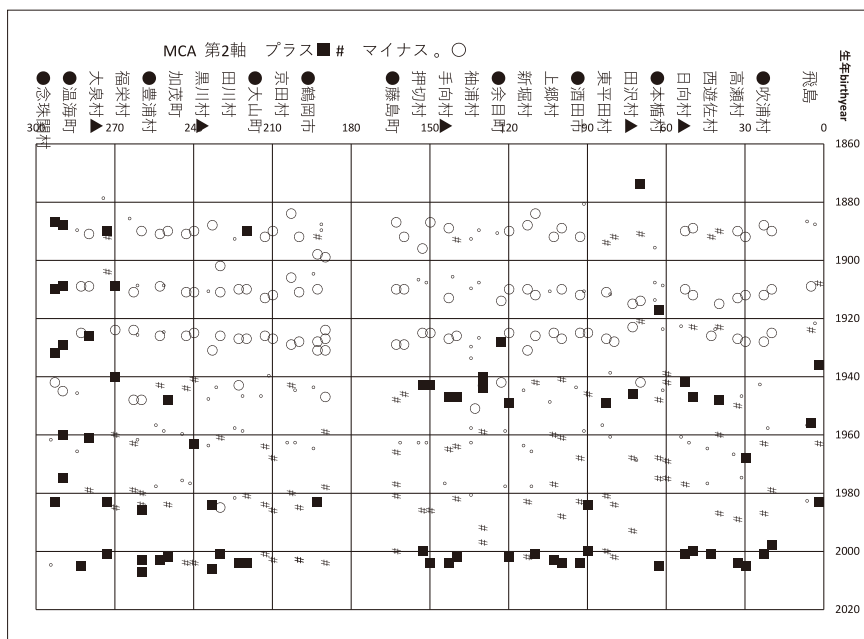 MCA 第2軸 プラス■ # マイナス 。○
生年birthyear
●念珠関村
●温海町
大泉村▼
福栄村
●豊浦村
加茂町
黒川村▼
田川村
●大山町
京田村
●鶴岡市
●藤島町
押切村
手向村▼
袖浦村
●余目町
新堀村
上郷村
●酒田市
東平田村
田沢村▼
●本楯村
日向村▼
西遊佐村
高瀬村
●吹浦村
飛島
300 270 240 210 180 150 120 90 60 30 0
1860
1880
1900
1920
1940
1960
1980
2000
2020